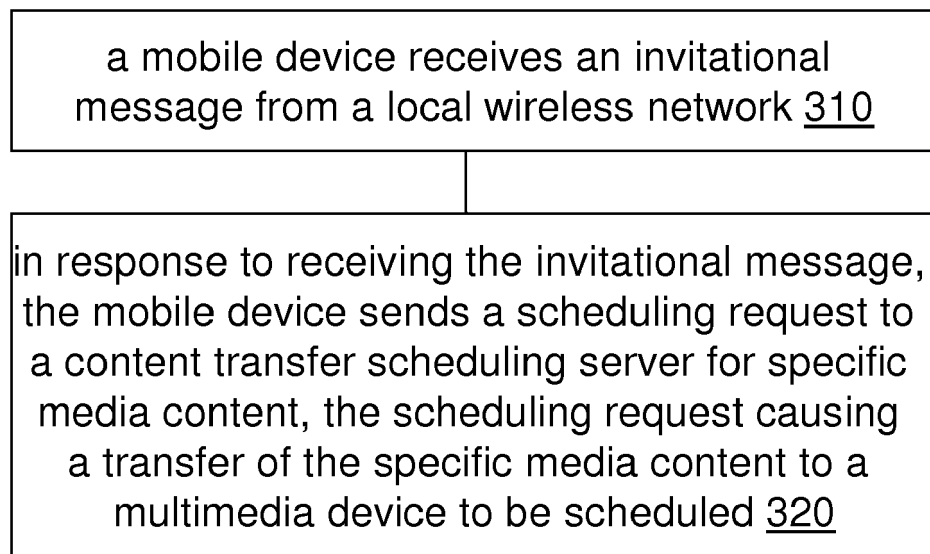 a mobile device receives an invitational
message from a local wireless network 310
in response to receiving the invitational message,
the mobile device sends a scheduling request to
a content transfer scheduling server for specific
media content, the scheduling request causing
a transfer of the specific media content to a
multimedia device to be scheduled 320